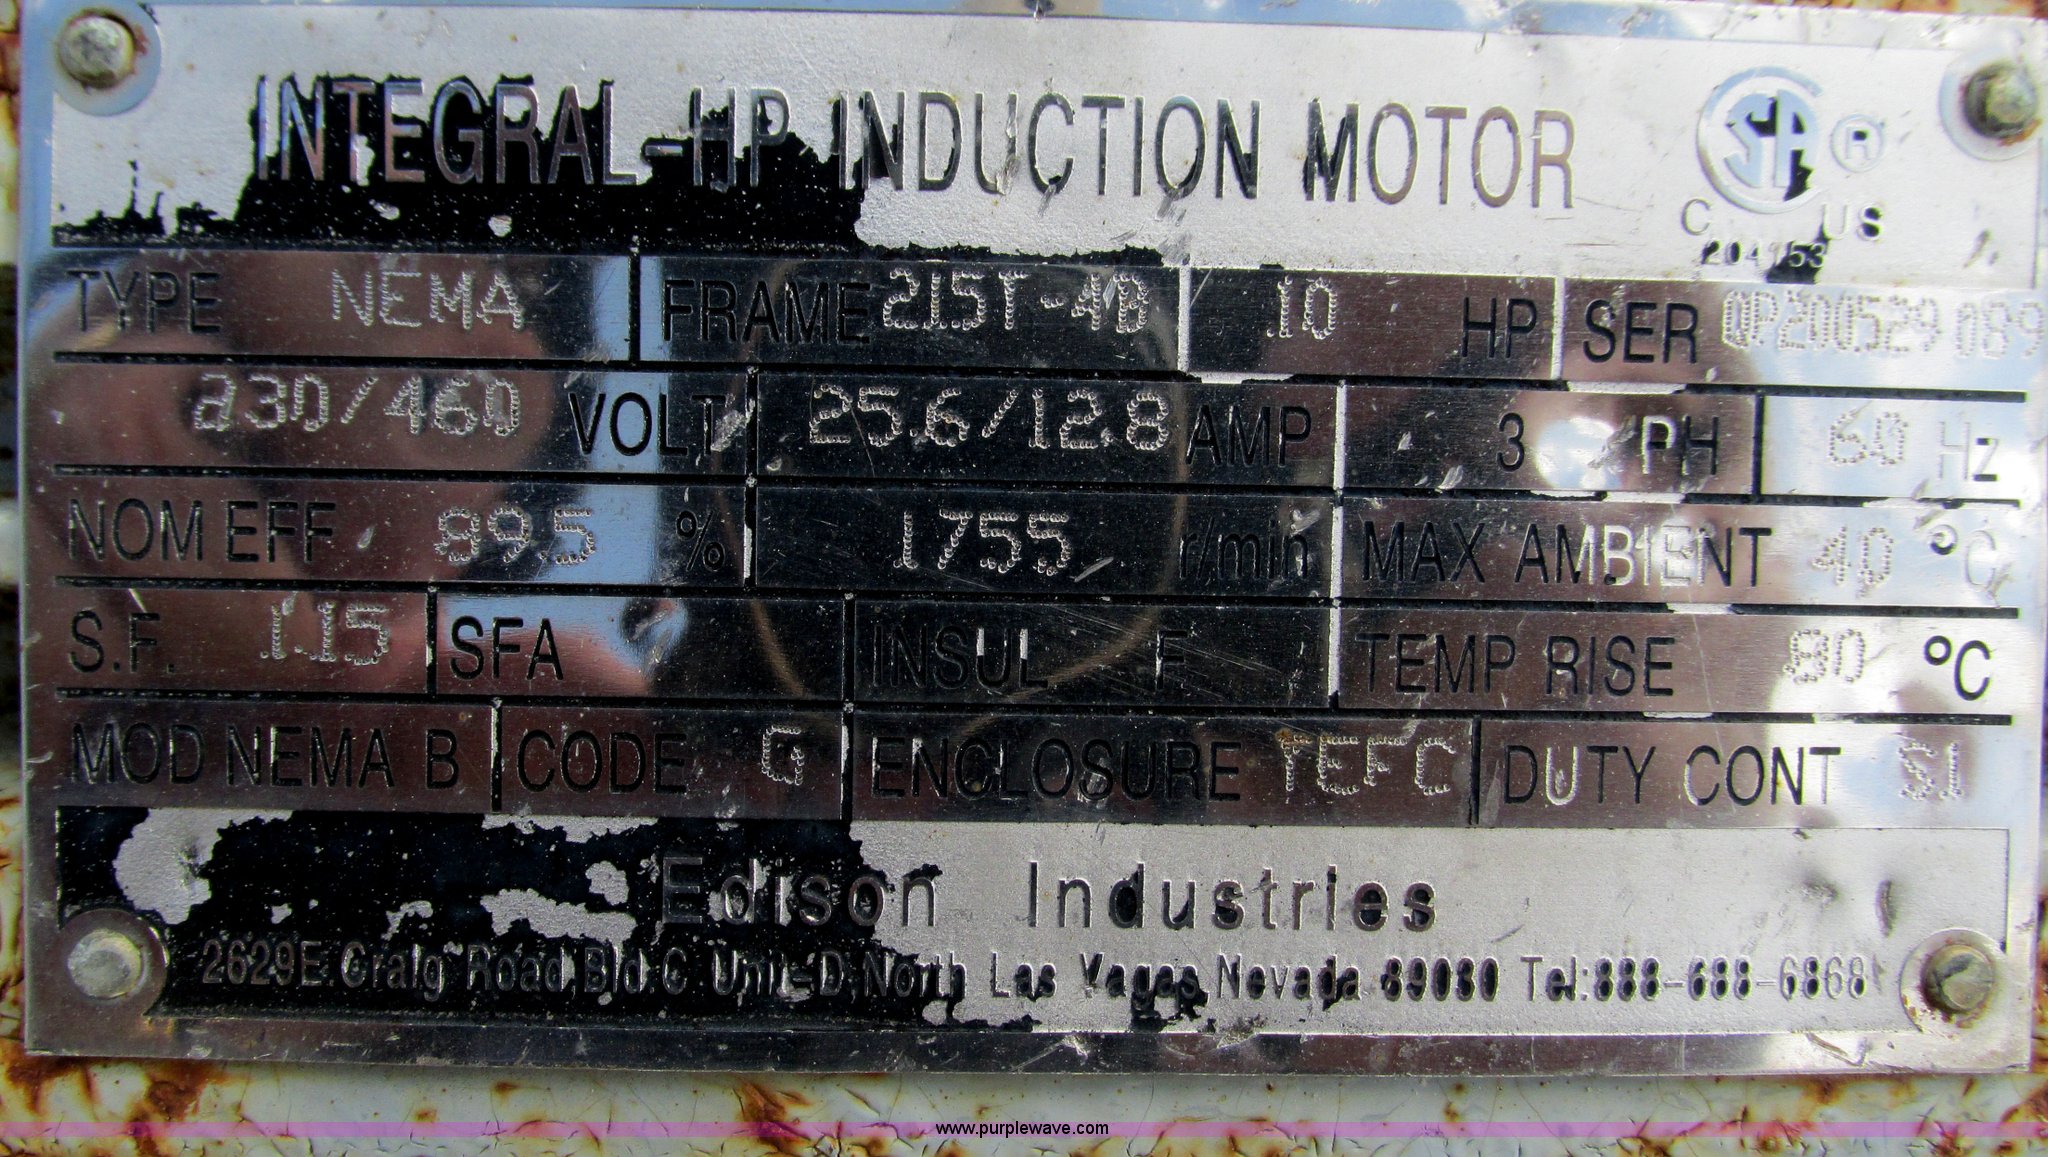 INTEGRAL-HP INDUCTION MOTOR
SA ®
C US
204153
TYPE NEMA FRAME 215T-4B 10 HP SER QP200529089
230/460 VOLT 25.6/12.8 AMP 3 PH 60 Hz
NOM EFF 89.5 % 1755 r/min MAX AMBIENT 40 °C
S.F. 1.15 SFA INSUL F TEMP RISE 80 °C
MOD NEMA B CODE G ENCLOSURE TEFC DUTY CONT S1
Edison Industries
2629E.Craig Road Bld C Unit-D,North Las Vagas,Nevada 89030 Tel:888-688-6868
www.purplewave.com